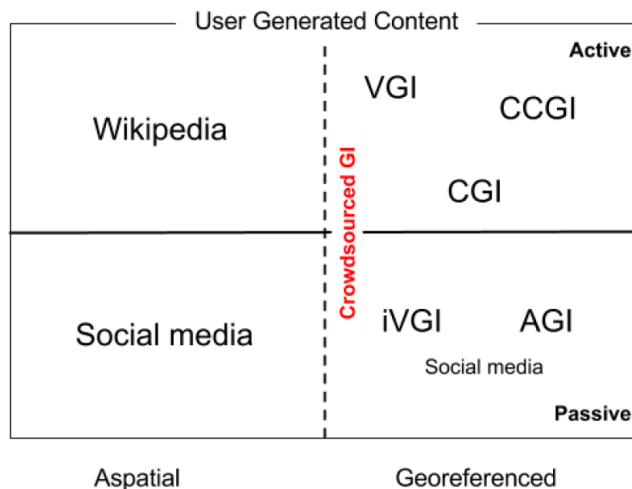 User Generated Content
Active
VGI
CCGI
Wikipedia
CGI
Crowdsourced GI
Social media
iVGI
AGI
Social media
Passive
Aspatial
Georeferenced